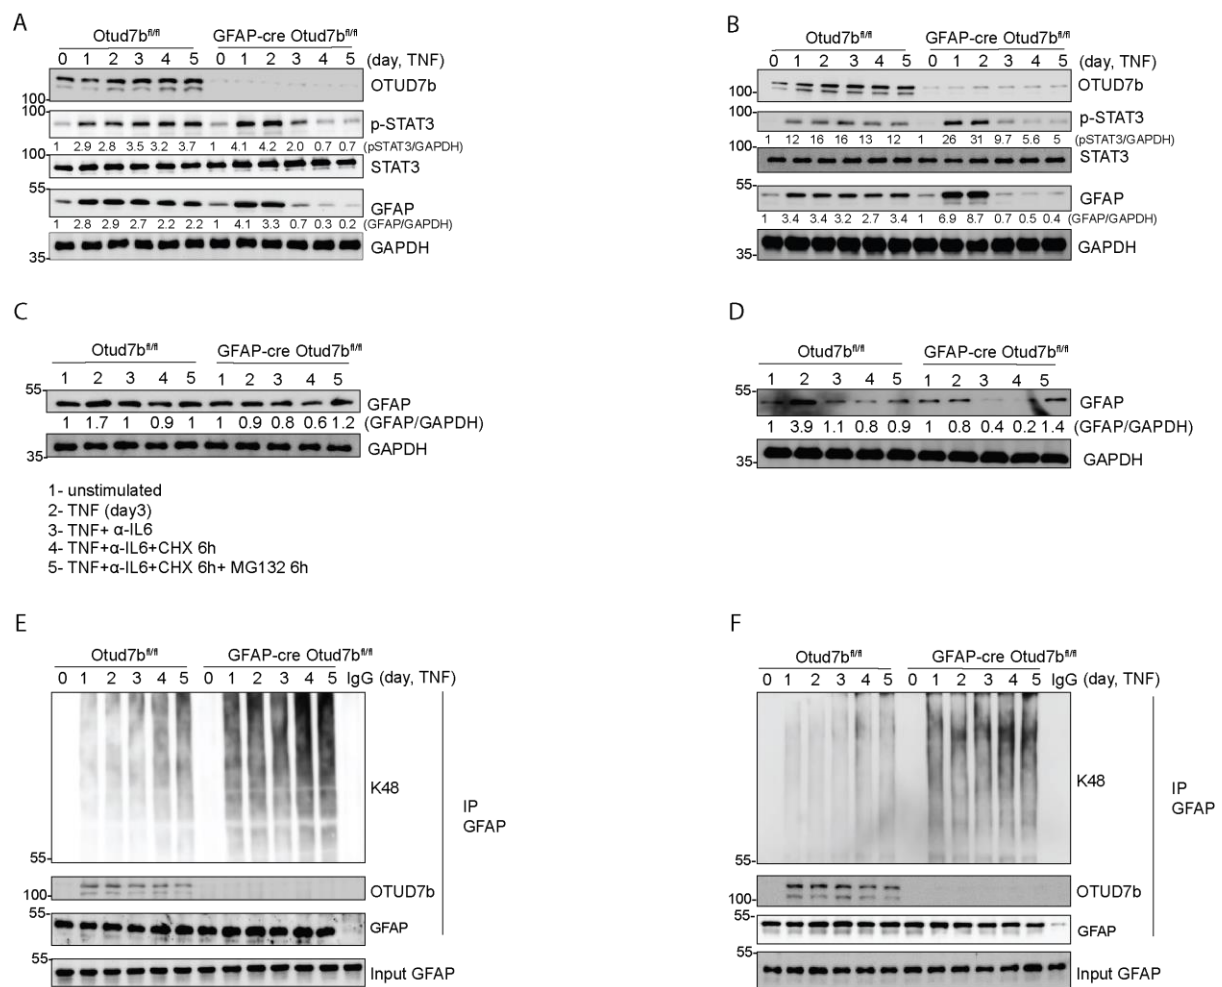 A
Otud7b^fl/fl GFAP-cre Otud7b^fl/fl
0 1 2 3 4 5 0 1 2 3 4 5 (day, TNF)
OTUD7b
100
100
p-STAT3
1 2.9 2.8 3.5 3.2 3.7 1 4.1 4.2 2.0 0.7 0.7 (pSTAT3/GAPDH)
100
STAT3
55
GFAP
1 2.8 2.9 2.7 2.2 2.2 1 4.1 3.3 0.7 0.3 0.2 (GFAP/GAPDH)
GAPDH
35
B
Otud7b^fl/fl GFAP-cre Otud7b^fl/fl
0 1 2 3 4 5 0 1 2 3 4 5 (day, TNF)
OTUD7b
100
p-STAT3
1 12 16 16 13 12 1 26 31 9.7 5.6 5 (pSTAT3/GAPDH)
100
STAT3
55
GFAP
1 3.4 3.4 3.2 2.7 3.4 1 6.9 8.7 0.7 0.5 0.4 (GFAP/GAPDH)
GAPDH
35
C
Otud7b^fl/fl GFAP-cre Otud7b^fl/fl
1 2 3 4 5 1 2 3 4 5
55
GFAP
1 1.7 1 0.9 1 1 0.9 0.8 0.6 1.2 (GFAP/GAPDH)
GAPDH
35
1- unstimulated
2- TNF (day3)
3- TNF+ α-IL6
4- TNF+α-IL6+CHX 6h
5- TNF+α-IL6+CHX 6h+ MG132 6h
D
Otud7b^fl/fl GFAP-cre Otud7b^fl/fl
1 2 3 4 5 1 2 3 4 5
55
GFAP
1 3.9 1.1 0.8 0.9 1 0.8 0.4 0.2 1.4 (GFAP/GAPDH)
GAPDH
35
E
Otud7b^fl/fl GFAP-cre Otud7b^fl/fl
0 1 2 3 4 5 0 1 2 3 4 5 IgG (day, TNF)
K48
IP
GFAP
55
OTUD7b
100
55
GFAP
55
Input GFAP
F
Otud7b^fl/fl GFAP-cre Otud7b^fl/fl
0 1 2 3 4 5 0 1 2 3 4 5 IgG (day, TNF)
K48
IP
GFAP
55
OTUD7b
100
55
GFAP
55
Input GFAP